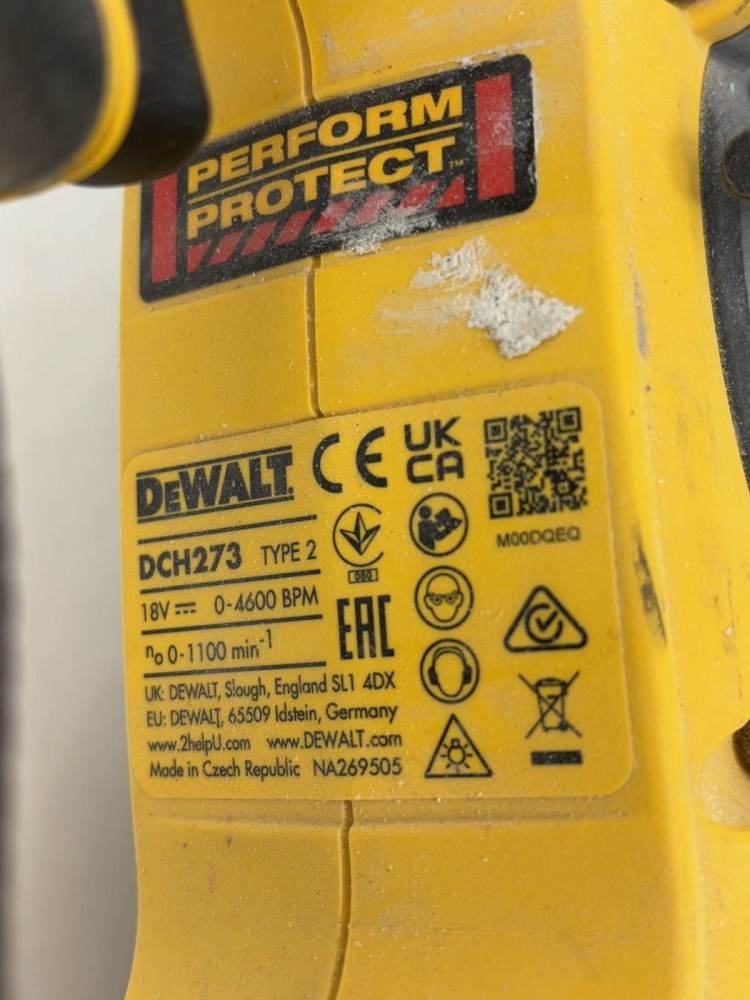 PERFORM
PROTECT™
DEWALT®
CE
UK
CA
DCH273 TYPE 2
M00DQEQ
18V ⎓ 0-4600 BPM
EAC
n₀ 0-1100 min⁻¹
UK: DEWALT, Slough, England SL1 4DX
EU: DEWALT, 65509 Idstein, Germany
www.2helpU.com www.DEWALT.com
Made in Czech Republic NA269505